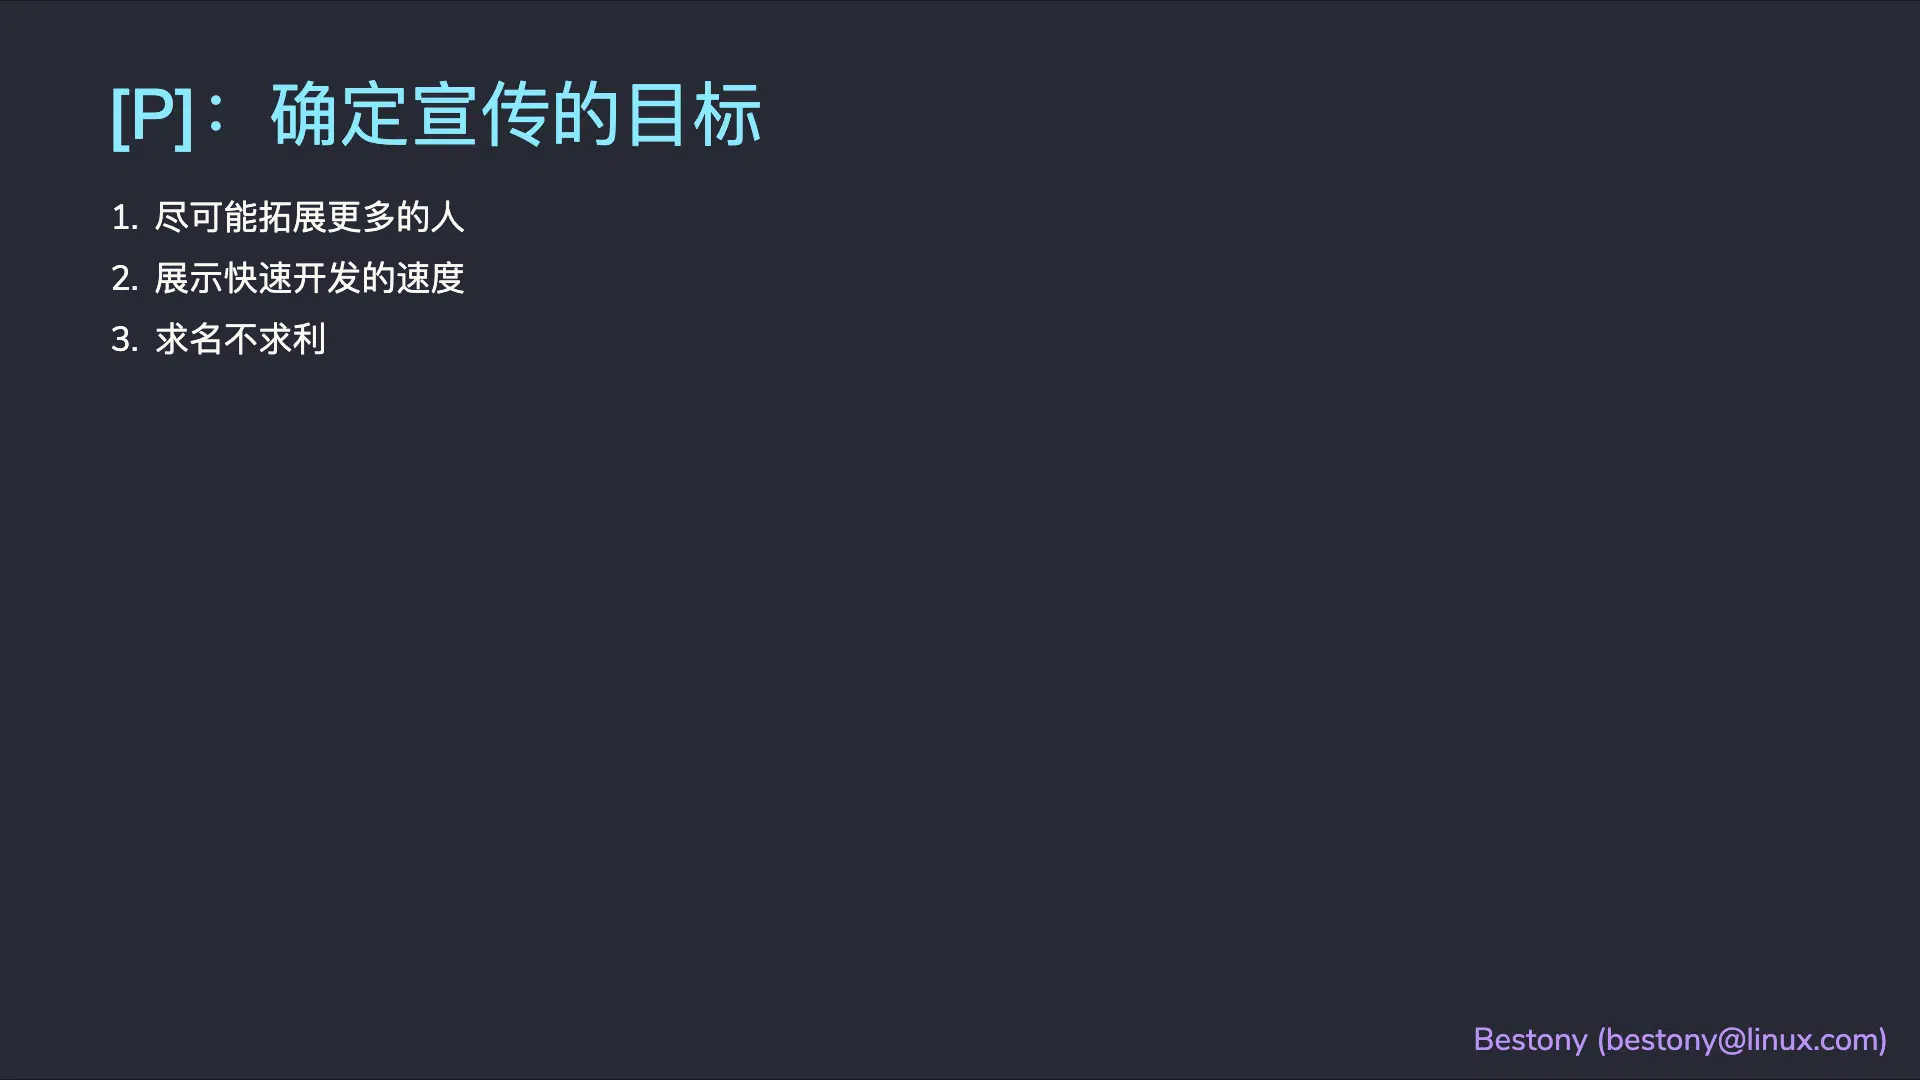 [P]：确定宣传的目标
1. 尽可能拓展更多的人
2. 展示快速开发的速度
3. 求名不求利
Bestony (bestony@linux.com)